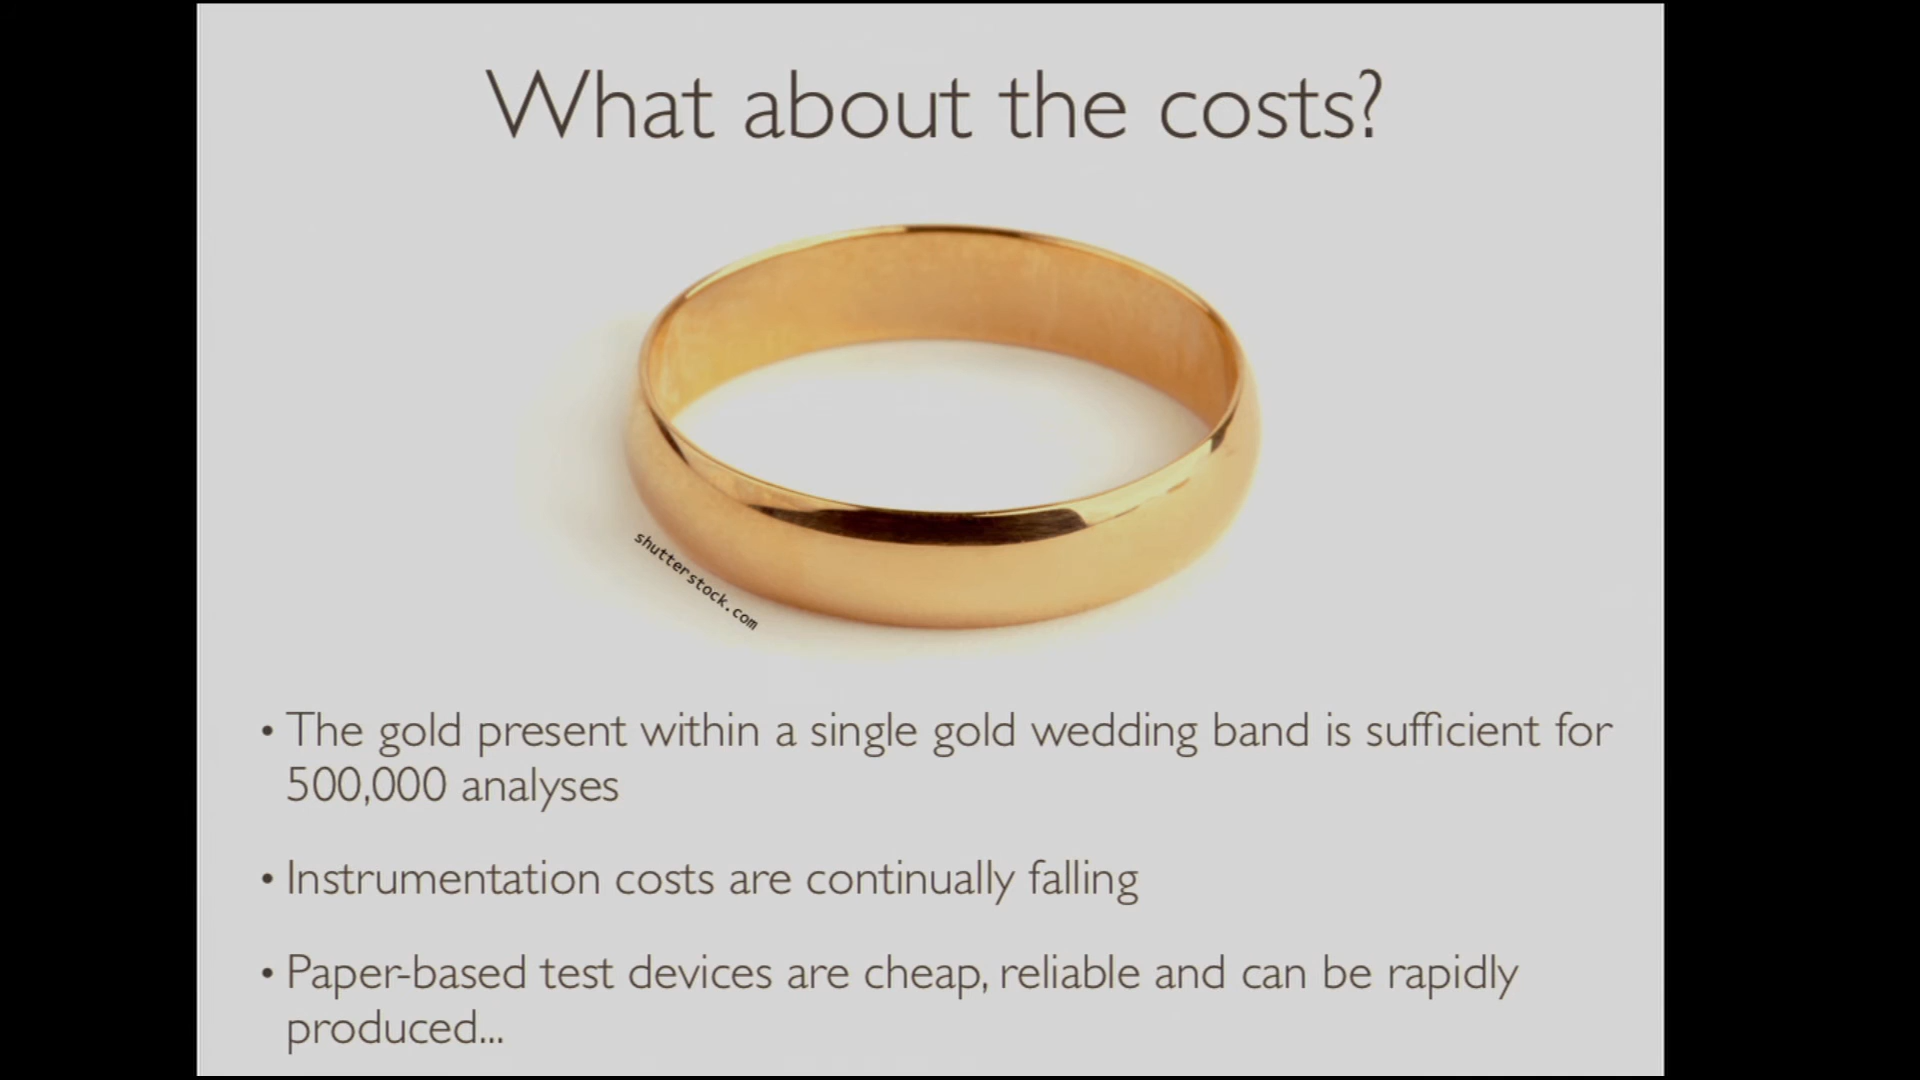 What about the costs?
shutterstock.com
• The gold present within a single gold wedding band is sufficient for
500,000 analyses
• Instrumentation costs are continually falling
• Paper-based test devices are cheap, reliable and can be rapidly
produced...